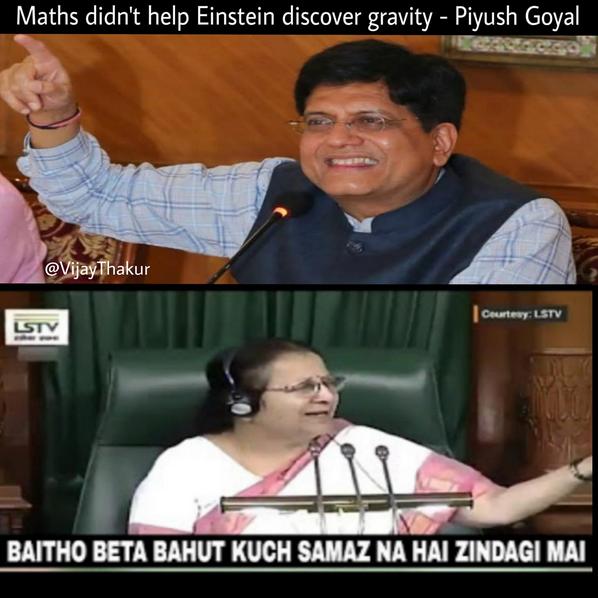 Maths didn't help Einstein discover gravity - Piyush Goyal
@VijayThakur
LSTV
Courtesy: LSTV
BAITHO BETA BAHUT KUCH SAMAZ NA HAI ZINDAGI MAI